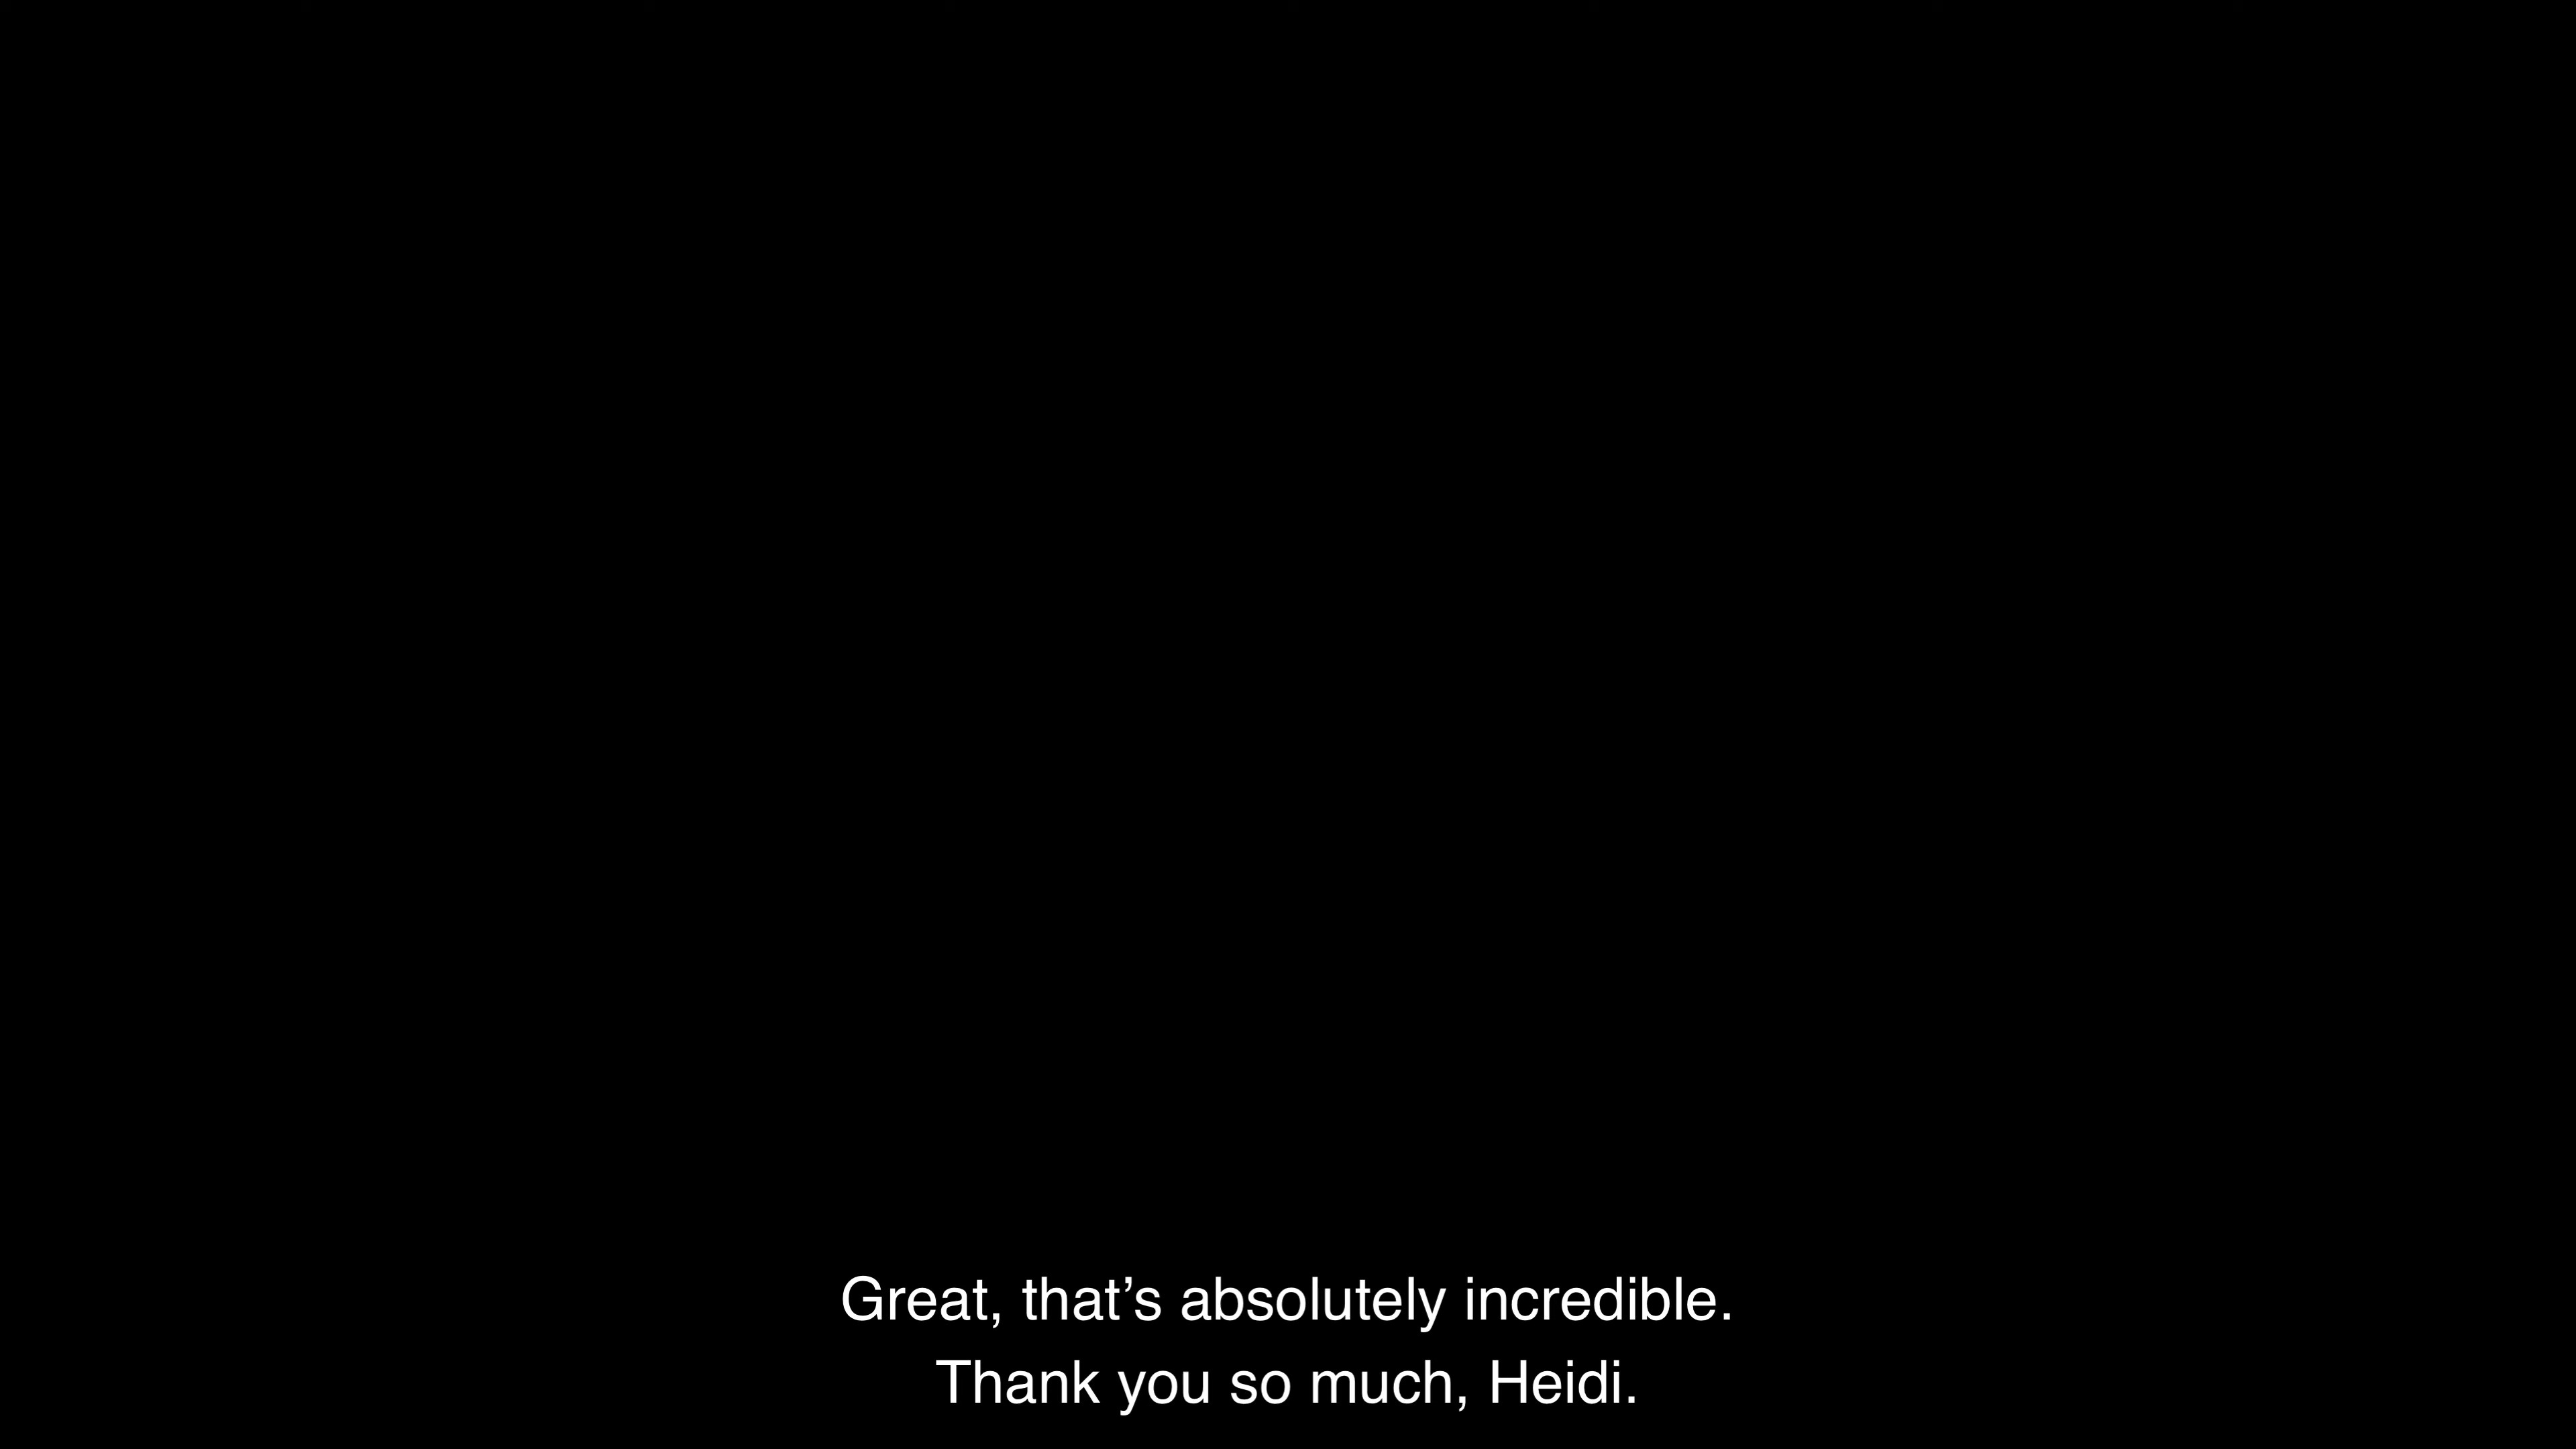 Great, that’s absolutely incredible.
Thank you so much, Heidi.